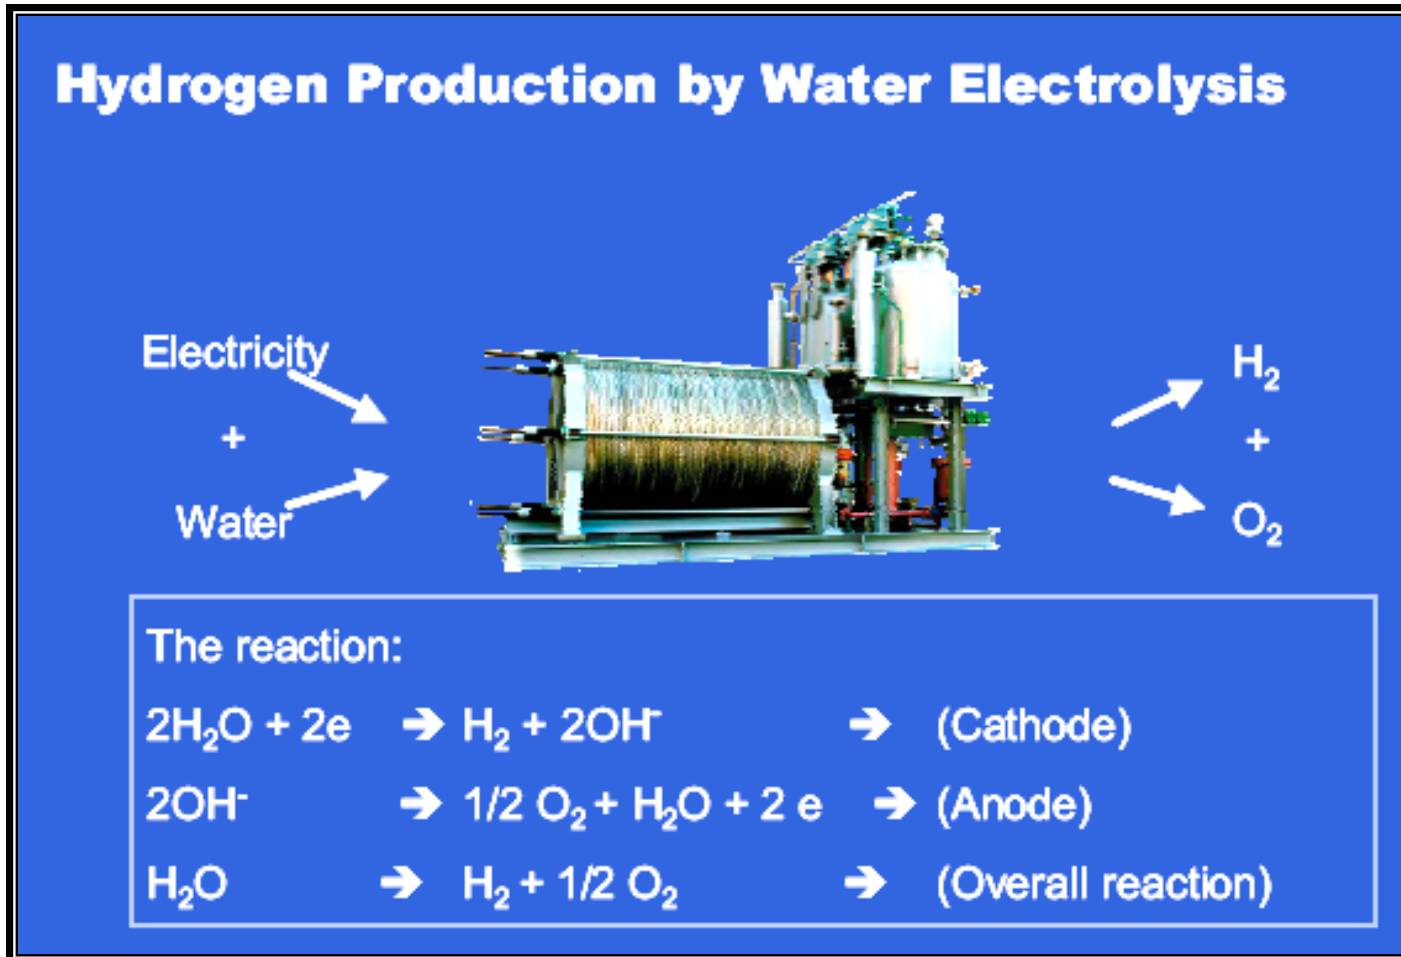 Hydrogen Production by Water Electrolysis
Electricity
+
Water
H₂
+
O₂
The reaction:
2H₂O + 2e ➔ H₂ + 2OH⁻ ➔ (Cathode)
2OH⁻ ➔ 1/2 O₂ + H₂O + 2 e ➔ (Anode)
H₂O ➔ H₂ + 1/2 O₂ ➔ (Overall reaction)